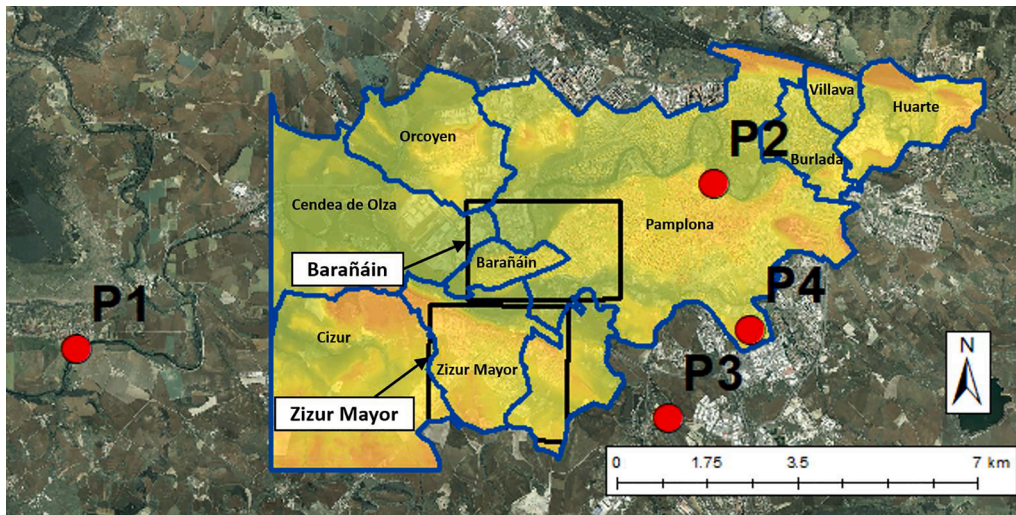 Villava
Huarte
Orcoyen
P2
Burlada
Cendea de Olza
Pamplona
Barañáin
Barañáin
P1
P4
Cizur
Zizur Mayor
P3
Zizur Mayor
N
0 1.75 3.5 7 km